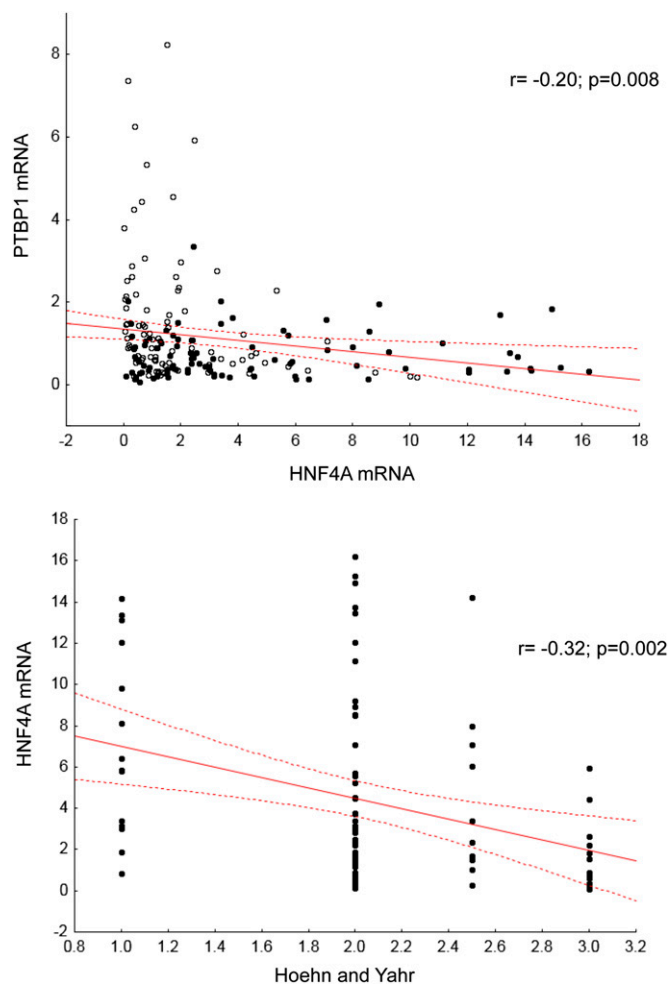 8
r= -0.20; p=0.008
6
PTBP1 mRNA
4
2
0
-2 0 2 4 6 8 10 12 14 16 18
HNF4A mRNA
18
16
14
12
r= -0.32; p=0.002
10
HNF4A mRNA
8
6
4
2
0
-2
0.8 1.0 1.2 1.4 1.6 1.8 2.0 2.2 2.4 2.6 2.8 3.0 3.2
Hoehn and Yahr